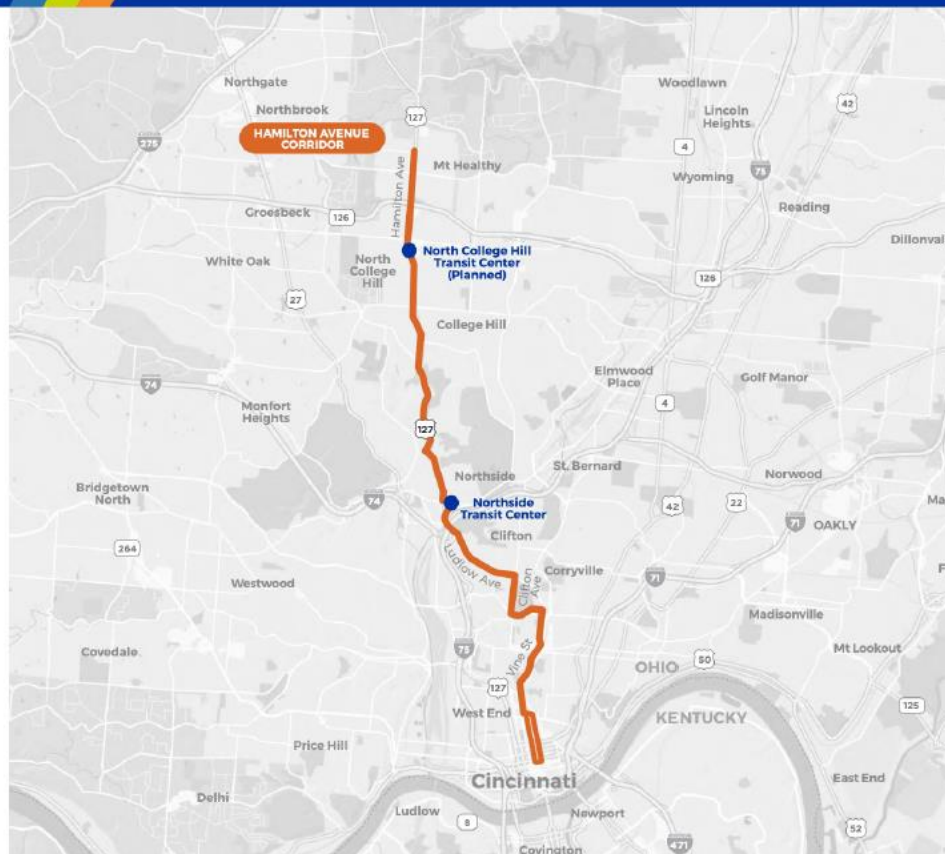 Northgate
Woodlawn
Northbrook
127
Lincoln
Heights
42
HAMILTON AVENUE
CORRIDOR
275
Hamilton Ave
Mt Healthy
4
75
Wyoming
Groesbeck
126
Reading
Dillonval
White Oak
North
College
Hill
North College Hill
Transit Center
(Planned)
126
27
College Hill
74
Elmwood
Place
Golf Manor
4
Monfort
Heights
127
Northside
St. Bernard
Norwood
Bridgetown
North
74
Northside
Transit Center
42
22
71
OAKLY
Ma
Clifton
264
Ludlow Ave
Clifton
Ave
Corryville
71
F
Westwood
Madisonville
Covedale
75
Vine St
OHIO
50
Mt Lookout
127
West End
KENTUCKY
125
Price Hill
Cincinnati
East End
Delhi
Ludlow
8
Newport
52
Covington
471